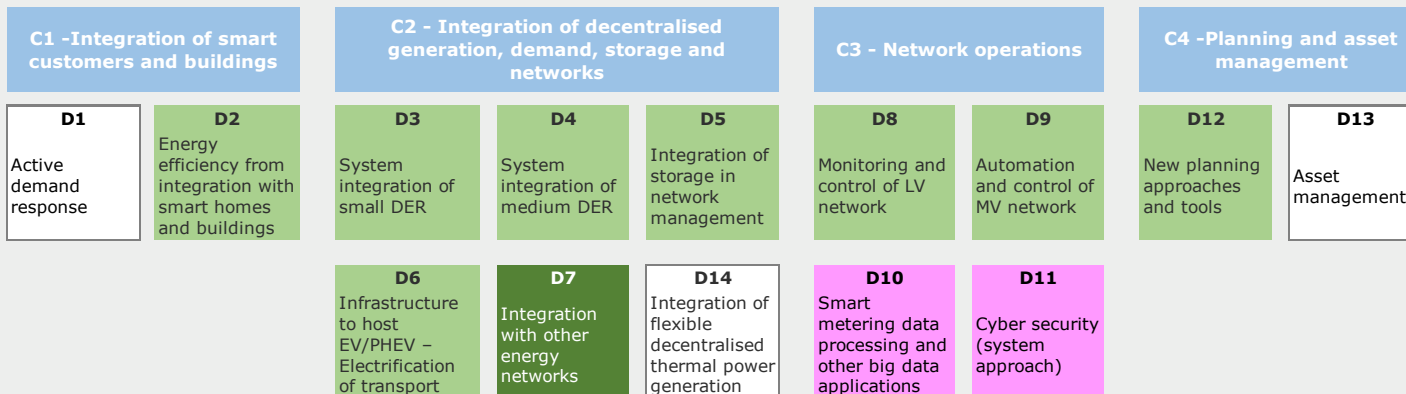 C1 -Integration of smart
customers and buildings
C2 - Integration of decentralised
generation, demand, storage and
networks
C3 - Network operations
C4 -Planning and asset
management
D1
Active
demand
response
D2
Energy
efficiency from
integration with
smart homes
and buildings
D3
System
integration of
small DER
D4
System
integration of
medium DER
D5
Integration of
storage in
network
management
D8
Monitoring and
control of LV
network
D9
Automation
and control of
MV network
D12
New planning
approaches
and tools
D13
Asset
management
D6
Infrastructure
to host
EV/PHEV –
Electrification
of transport
D7
Integration
with other
energy
networks
D14
Integration of
flexible
decentralised
thermal power
generation
D10
Smart
metering data
processing and
other big data
applications
D11
Cyber security
(system
approach)